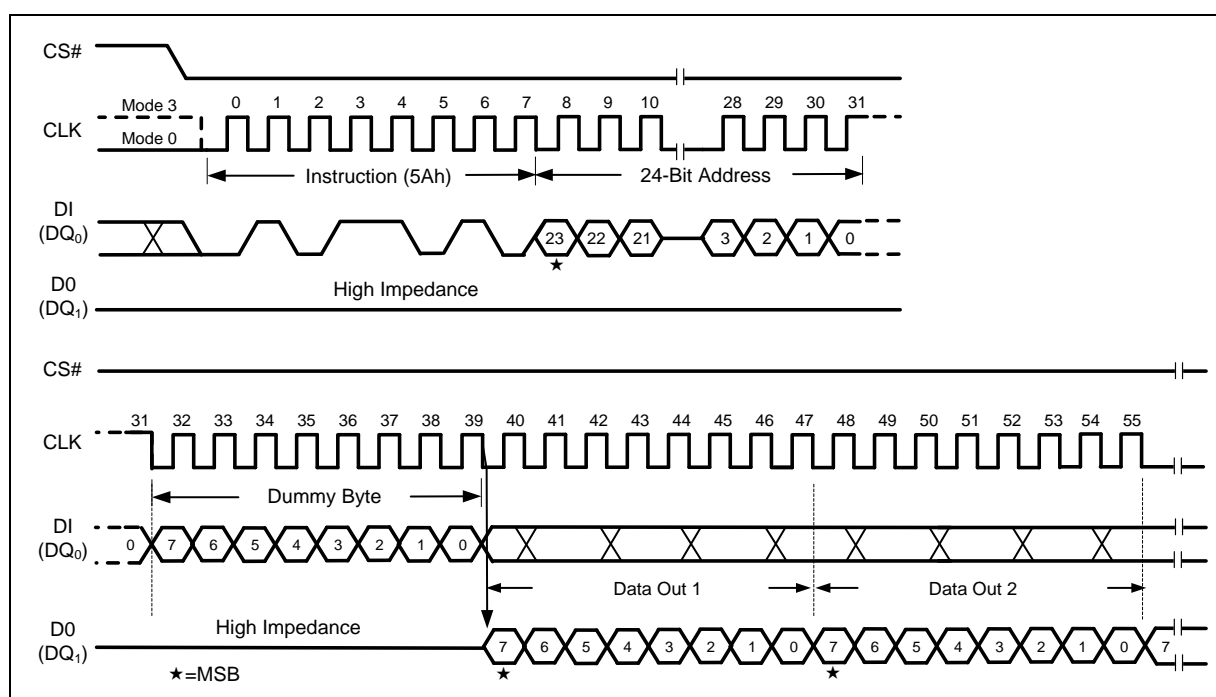 CS#
Mode 3
0 1 2 3 4 5 6 7 8 9 10 28 29 30 31
CLK
Mode 0
Instruction (5Ah) 24-Bit Address
DI
(DQ0)
23 22 21 3 2 1 0
★
D0
(DQ1)
High Impedance
CS#
31 32 33 34 35 36 37 38 39 40 41 42 43 44 45 46 47 48 49 50 51 52 53 54 55
CLK
Dummy Byte
DI
(DQ0)
0 7 6 5 4 3 2 1 0
Data Out 1 Data Out 2
D0
(DQ1)
High Impedance
7 6 5 4 3 2 1 0 7 6 5 4 3 2 1 0 7
★ ★
★=MSB